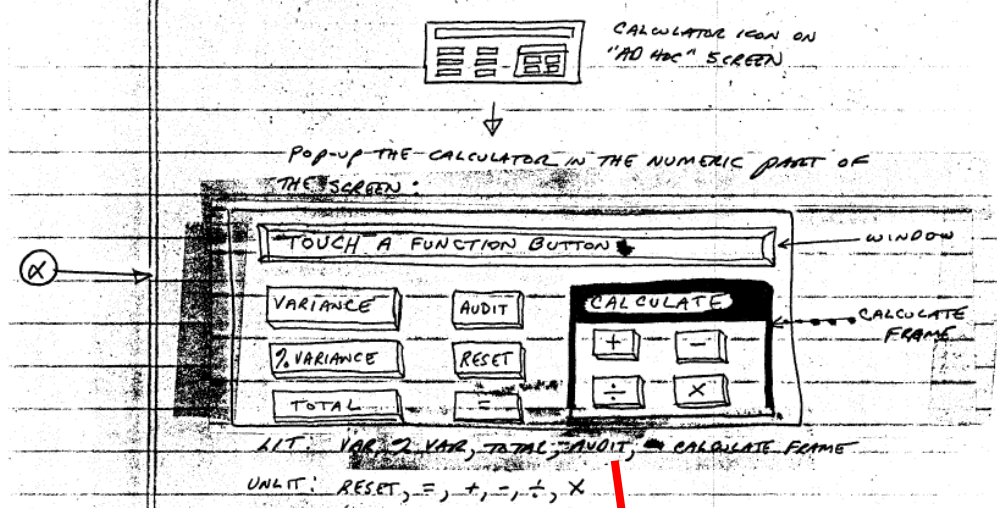 CALCULATOR ICON ON
"AD HOC" SCREEN
POP-UP THE CALCULATOR IN THE NUMERIC PART OF
THE SCREEN:
TOUCH A FUNCTION BUTTON
WINDOW
α
VARIANCE
AUDIT
CALCULATE
CALCULATE
FRAME
+
-
% VARIANCE
RESET
÷
X
TOTAL
=
LIT: VAR, % VAR, TOTAL, AUDIT, CALCULATE FRAME
UNLIT: RESET, =, +, -, ÷, X